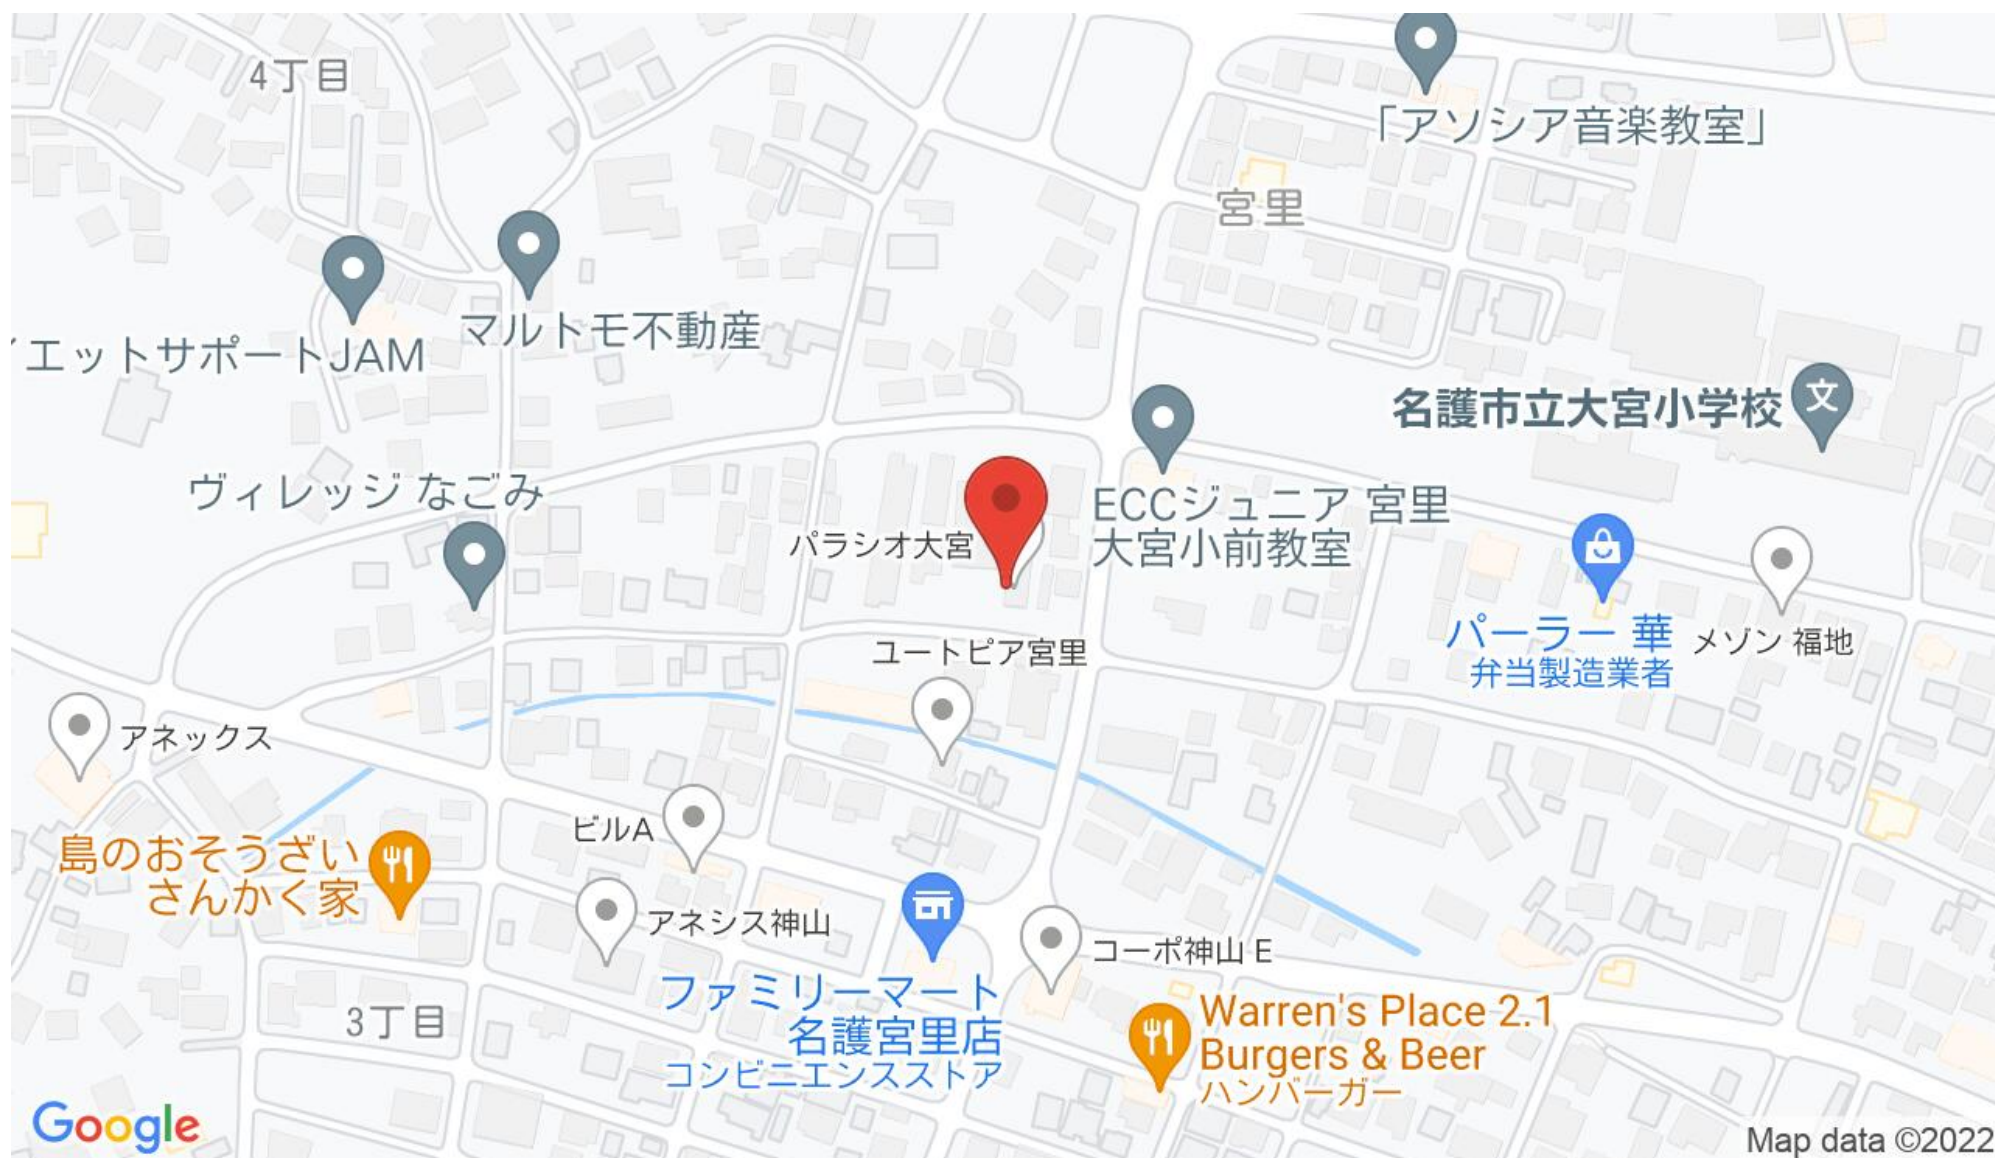 4丁目
「アソシア音楽教室」
宮里
マルトモ不動産
イエットサポートJAM
名護市立大宮小学校
文
ヴィレッジ なごみ
ECCジュニア 宮里
大宮小前教室
パラシオ大宮
パーラー 華
弁当製造業者
メゾン 福地
ユートピア宮里
アネックス
ビルA
島のおそうざい
さんかく家
アネシス神山
コーポ神山 E
ファミリーマート
名護宮里店
コンビニエンスストア
Warren's Place 2.1
Burgers & Beer
ハンバーガー
3丁目
Google
Map data ©2022